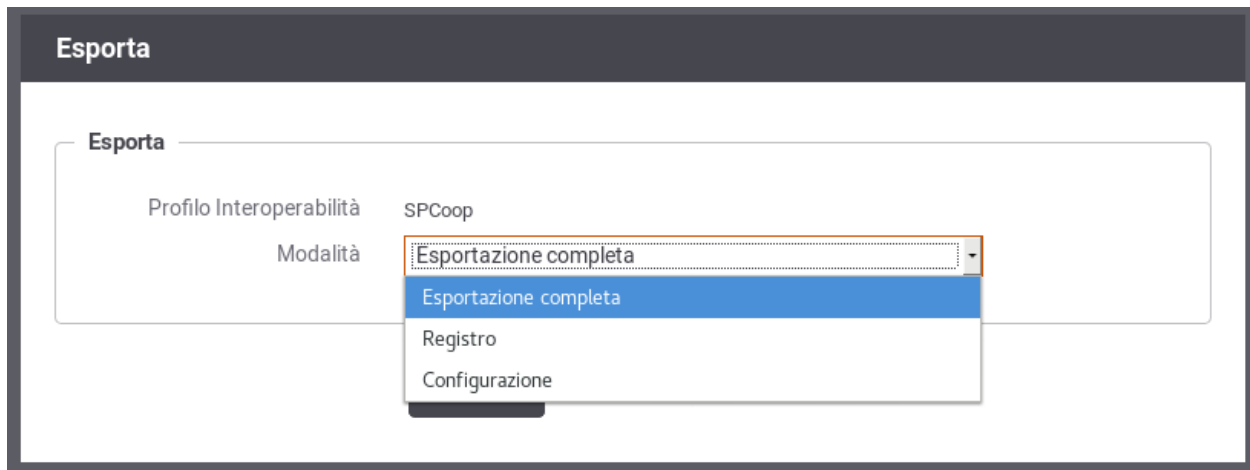 Esporta
Esporta
Profilo Interoperabilità SPCoop
Modalità Esportazione completa
Esportazione completa
Registro
Configurazione